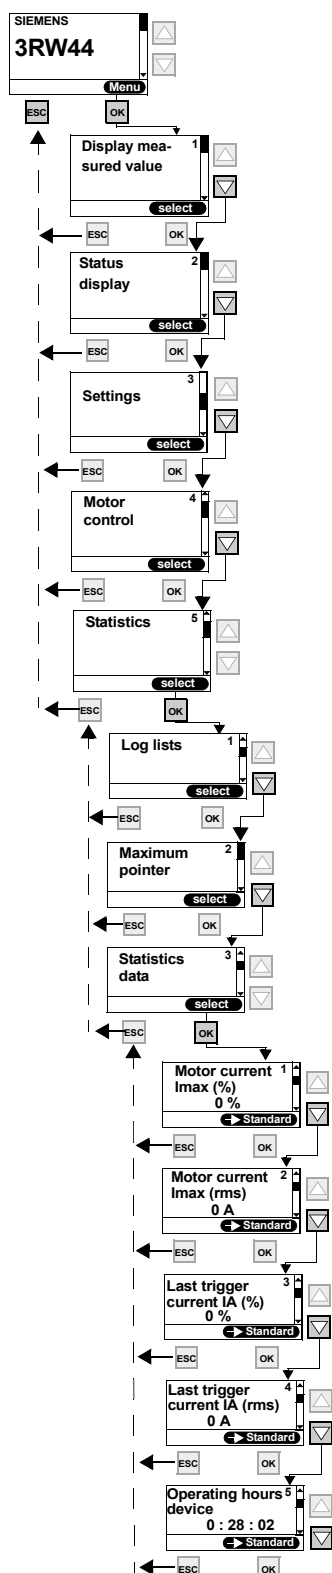 SIEMENS
3RW44
Menu
ESC OK
Display mea- 1
sured value
select
ESC OK
Status 2
display
select
ESC OK
3
Settings
select
ESC OK
Motor 4
control
select
ESC OK
Statistics 5
select
ESC OK
Log lists 1
select
ESC OK
Maximum 2
pointer
select
ESC OK
Statistics 3
data
select
ESC OK
Motor current 1
Imax (%)
0 %
Standard
ESC OK
Motor current 2
Imax (rms)
0 A
Standard
ESC OK
Last trigger 3
current IA (%)
0 %
Standard
ESC OK
Last trigger 4
current IA (rms)
0 A
Standard
ESC OK
Operating hours 5
device
0 : 28 : 02
Standard
ESC OK